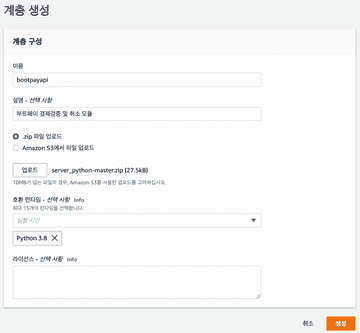 계층 생성
계층 구성
이름
bootpayapi
설명 - 선택 사항
부트페이 결제검증 및 취소 모듈
.zip 파일 업로드
Amazon S3에서 파일 업로드
업로드 server_python-master.zip (27.5kB)
10MB가 넘는 파일의 경우, Amazon S3를 사용한 업로드를 고려하십시오.
호환 런타임 - 선택 사항 Info
최대 15개의 런타임을 선택합니다.
실행 시간
Python 3.8
라이선스 - 선택 사항 Info
취소 생성